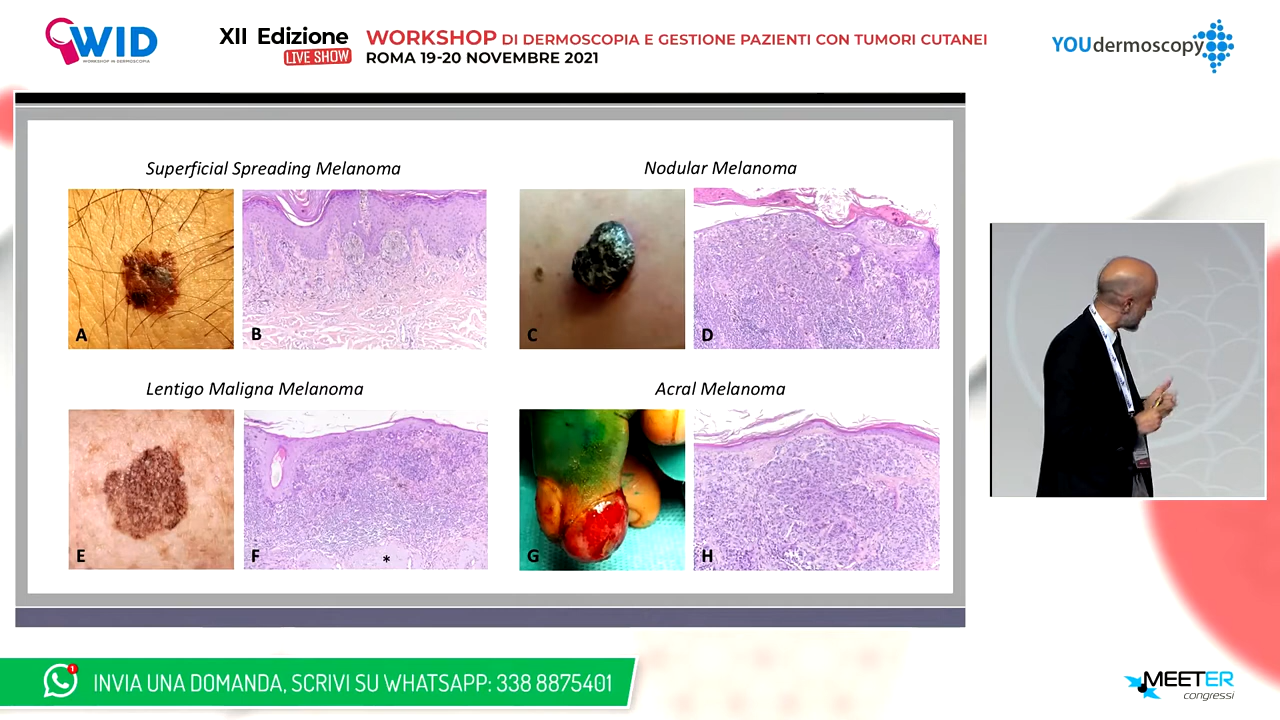 WID
WORKSHOP IN DERMOSCOPIA
XII Edizione
LIVE SHOW
WORKSHOP DI DERMOSCOPIA E GESTIONE PAZIENTI CON TUMORI CUTANEI
ROMA 19-20 NOVEMBRE 2021
YOUdermoscopy
Superficial Spreading Melanoma
Nodular Melanoma
A
B
C
D
Lentigo Maligna Melanoma
Acral Melanoma
E
F
*
G
H
1
INVIA UNA DOMANDA, SCRIVI SU WHATSAPP: 338 8875401
MEETER
congressi